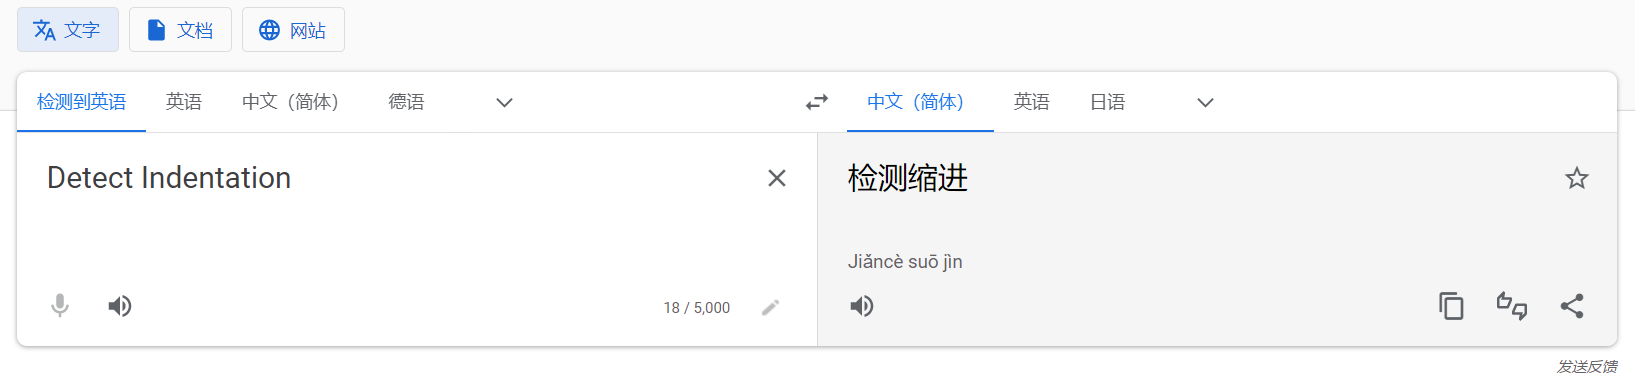 文字 文档 网站
检测到英语 英语 中文（简体） 德语 中文（简体） 英语 日语
Detect Indentation
检测缩进
Jiǎncè suō jìn
18 / 5,000
发送反馈